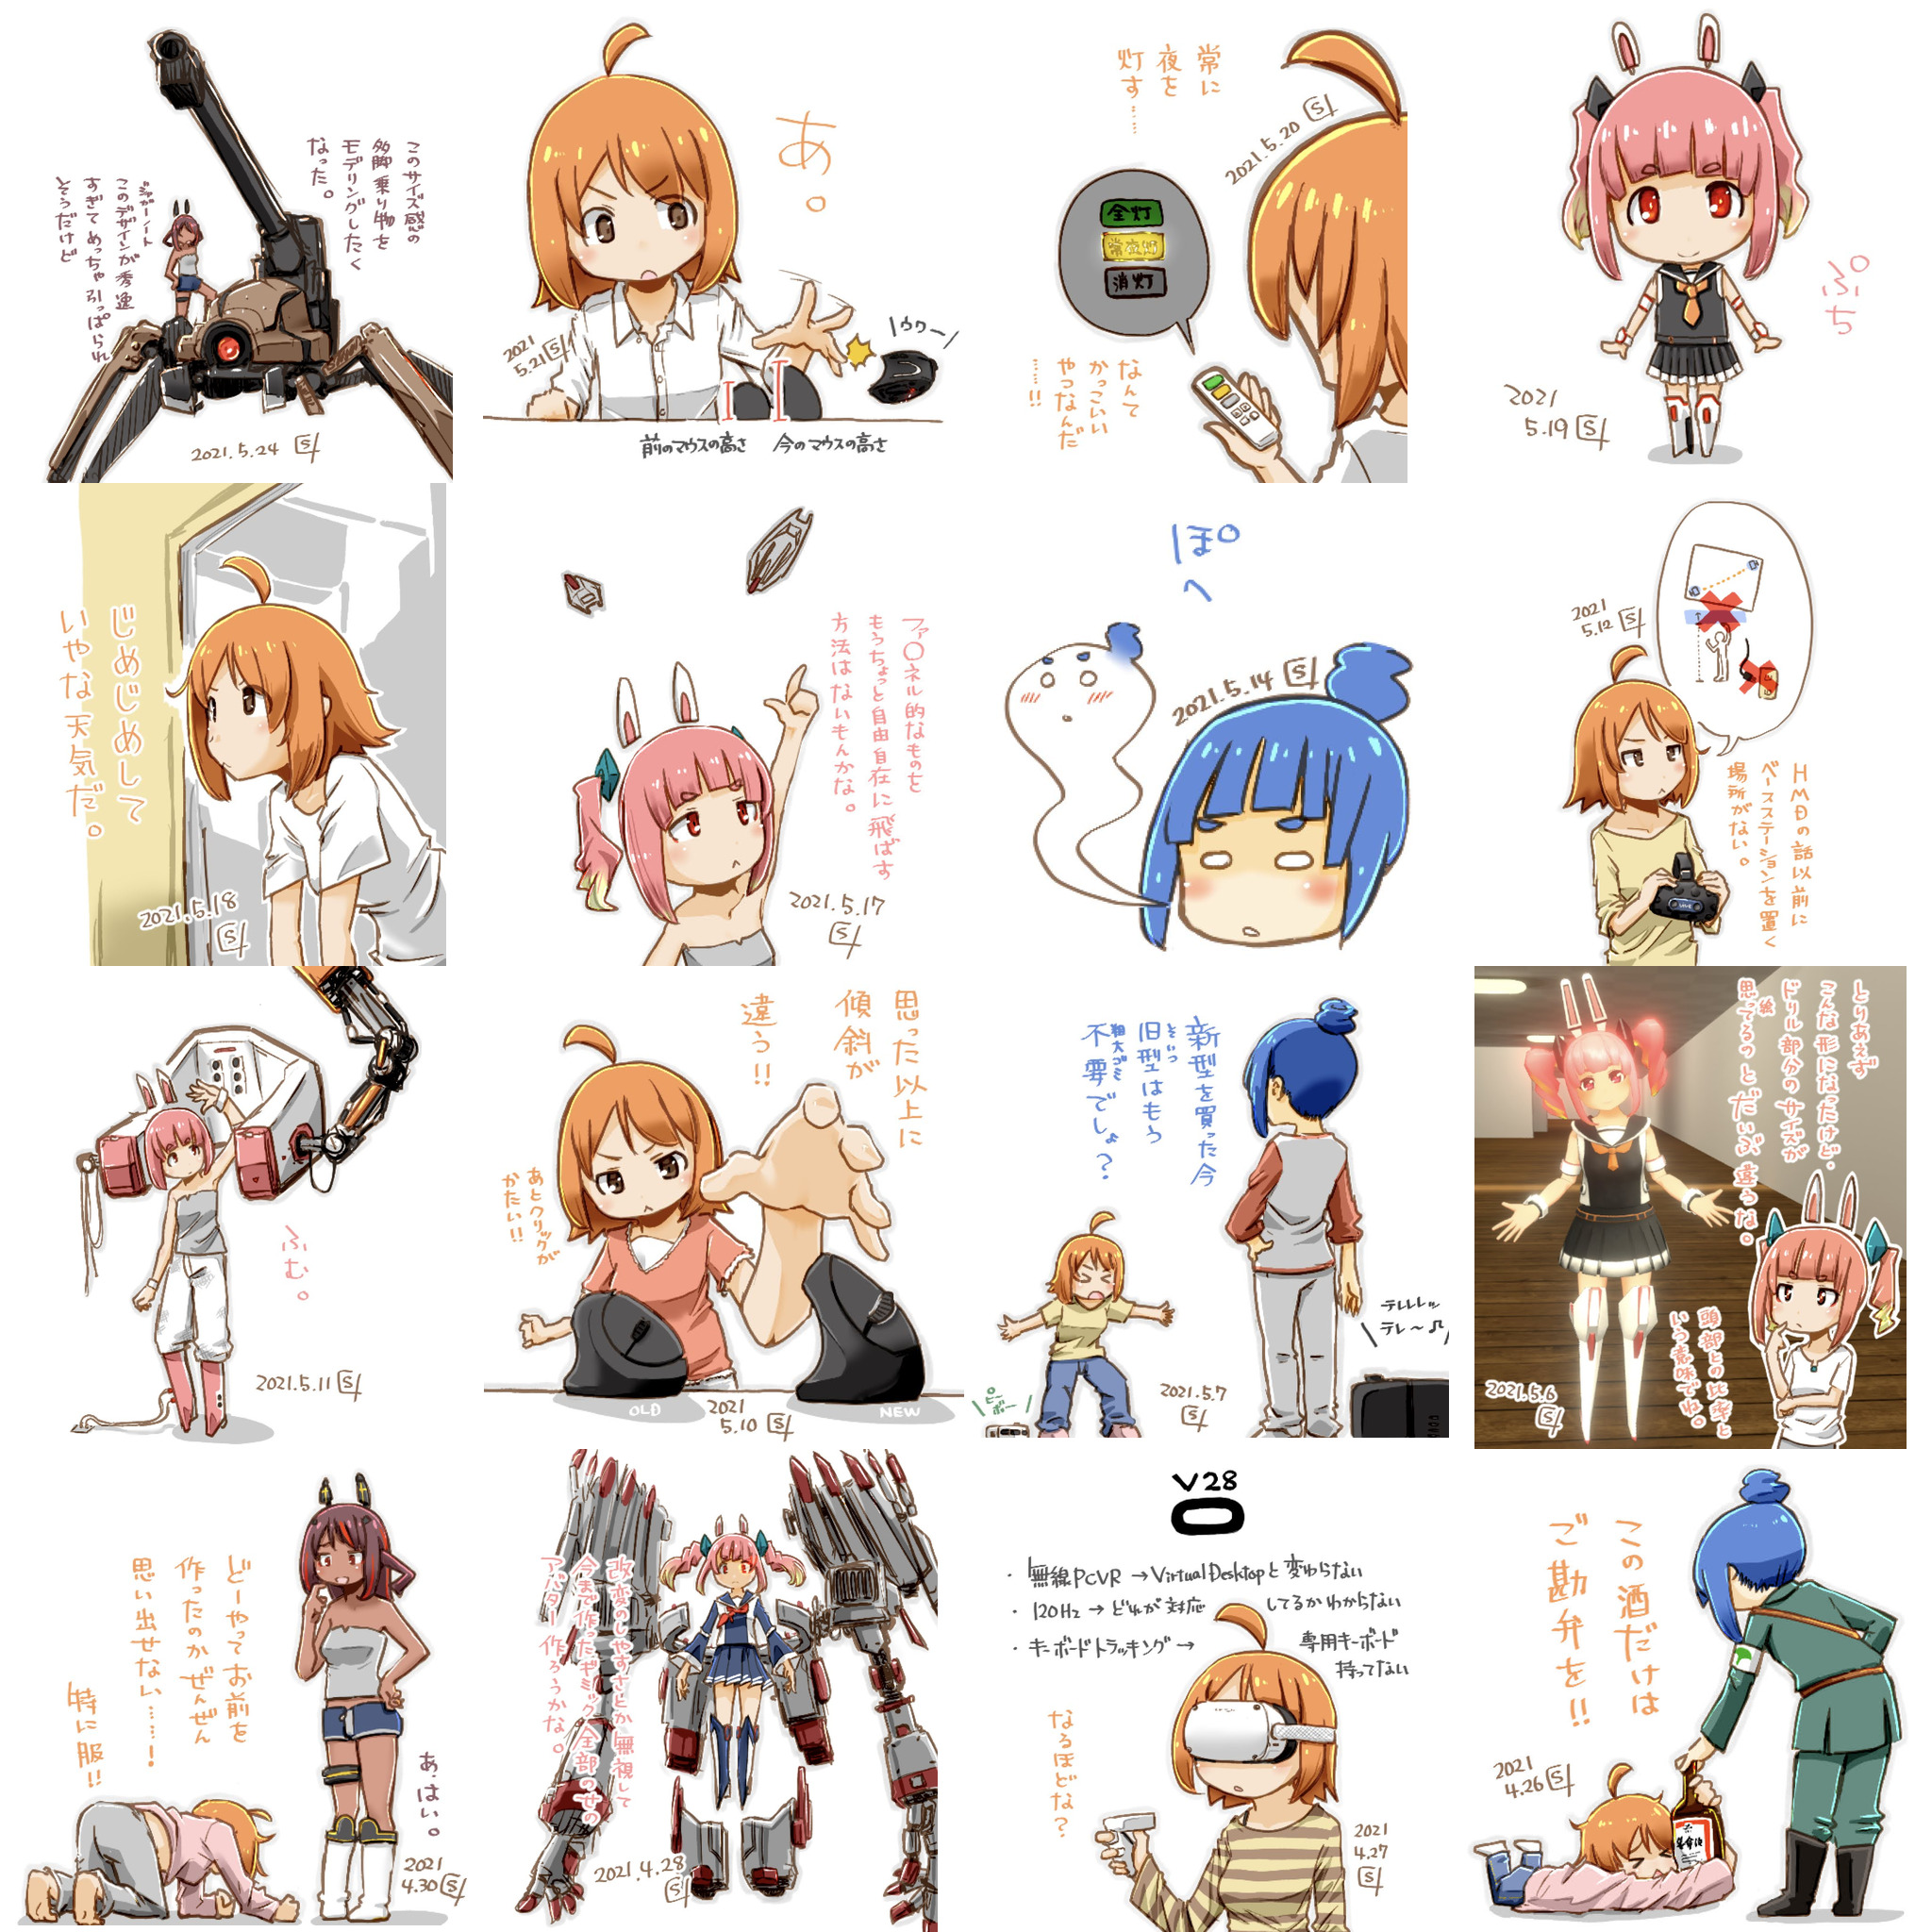 このサイズ感の
多脚乗り物を
モデリングしたく
なった。
ジャガーノート
このデザインが秀逸
すぎてめっちゃ引っぱられ
そうだけど
2021.5.24
あ。
2021
5.21
ウワー
前のマウスの高さ
今のマウスの高さ
常に
夜を
灯す……
2021.5.20
全灯
常夜灯
消灯
なんて
かっこいい
やつなんだ
……!!
ぷち
2021
5.19
じめじめして
いやな天気だ。
2021.5.18
ファ〇ネル的なものを
もうちょっと自由自在に飛ばす
方法はないもんかな。
2021.5.17
ぽへ
2021.5.14
2021
5.12
HMDの話以前に
ベースステーションを置く
場所がない。
ふむ。
2021.5.11
思った以上に
傾斜が
違う!!
あとクリックが
かたい!!
OLD
NEW
2021
5.10
新型を買った今
旧型はもう
そいつ
不要でしょ?
粗大ゴミ
テレレレッ
テレ〜♫
ピーボー
2021.5.7
とりあえず
こんな形になったけど、
ドリル部分のサイズが
絵
思ってるのとだいぶ違うな。
頭部との比率と
いう意味でね。
2021.5.6
どーやってお前を
作ったのかぜんぜん
思い出せない……!
特に服!!
あ、はい。
2021
4.30
改変のしやすさとか無視して
今まで作ったギミック全部のせの
アバター作ろうかな。
2021.4.28
V28
・無線PCVR→Virtual Desktopと変わらない
・120Hz→どれが対応してるかわからない
・キーボードトラッキング→専用キーボード
持ってない
なるほどな?
2021
4.27
この酒だけは
ご勘弁を!!
2021
4.26